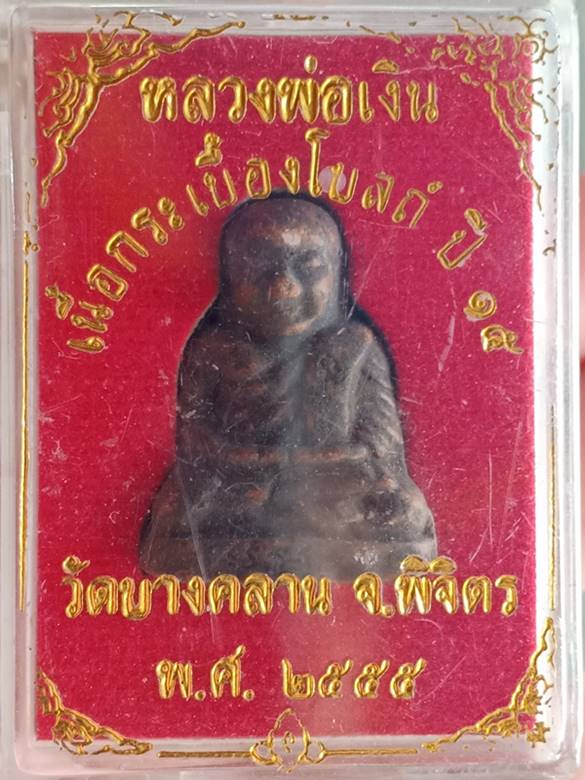 หลวงพ่อเงิน
เนื้อกระเบื้องโบสถ์ ปี ๑๕
วัดบางคลาน จ.พิจิตร
พ.ศ. ๒๕๕๕